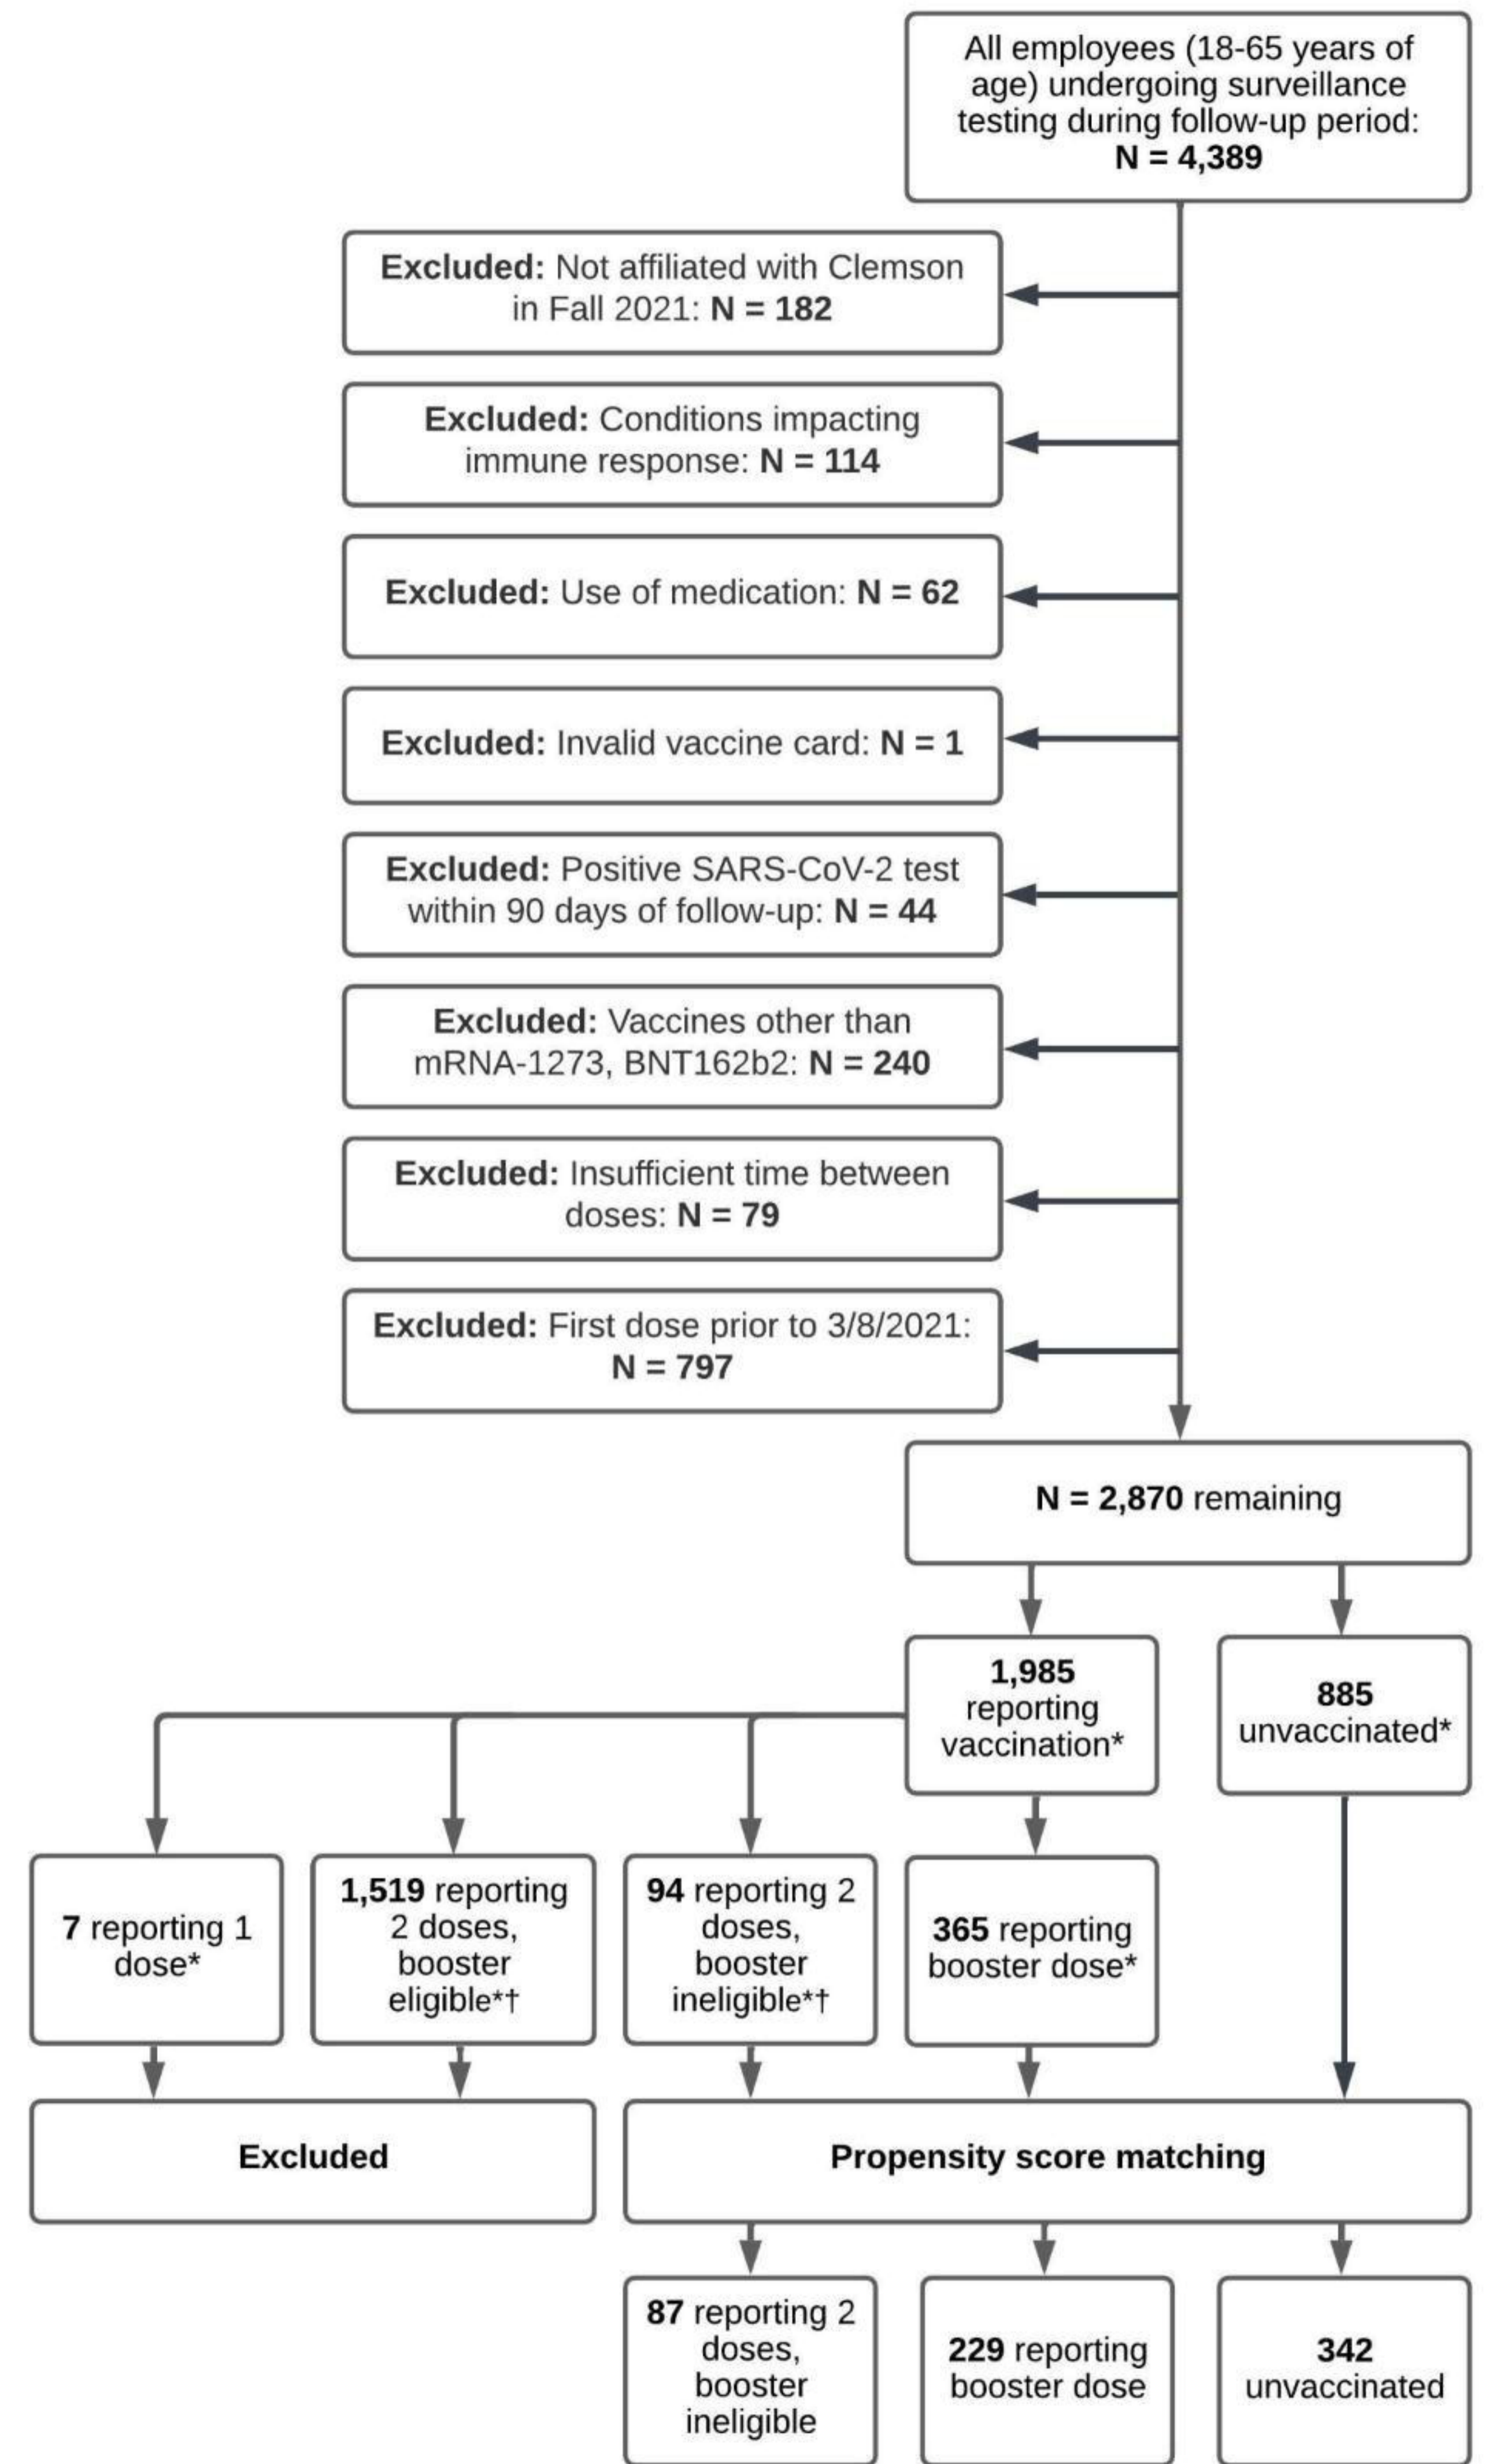 All employees (18-65 years of
age) undergoing surveillance
testing during follow-up period:
N = 4,389
Excluded: Not affiliated with Clemson
in Fall 2021: N = 182
Excluded: Conditions impacting
immune response: N = 114
Excluded: Use of medication: N = 62
Excluded: Invalid vaccine card: N = 1
Excluded: Positive SARS-CoV-2 test
within 90 days of follow-up: N = 44
Excluded: Vaccines other than
mRNA-1273, BNT162b2: N = 240
Excluded: Insufficient time between
doses: N = 79
Excluded: First dose prior to 3/8/2021:
N = 797
N = 2,870 remaining
1,985
reporting
vaccination*
885
unvaccinated*
7 reporting 1
dose*
1,519 reporting
2 doses,
booster
eligible*†
94 reporting 2
doses,
booster
ineligible*†
365 reporting
booster dose*
Excluded
Propensity score matching
87 reporting 2
doses,
booster
ineligible
229 reporting
booster dose
342
unvaccinated